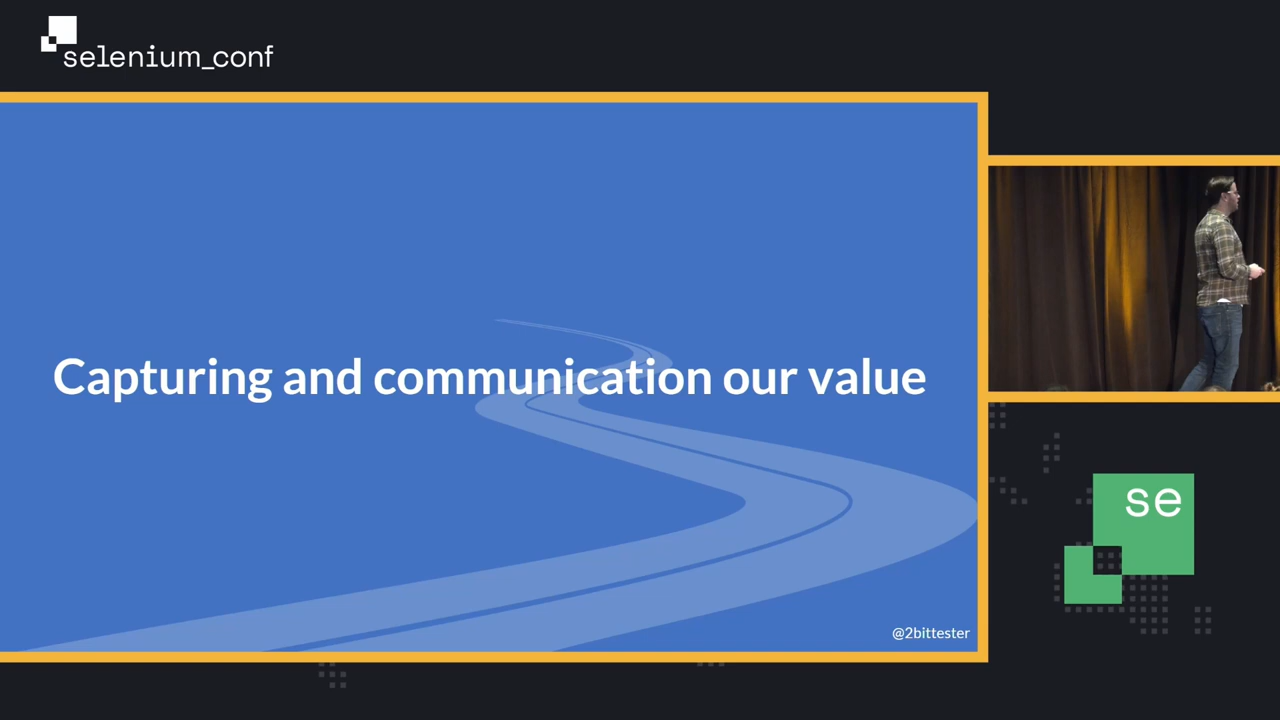 selenium_conf
Capturing and communication our value
@2bittester
se